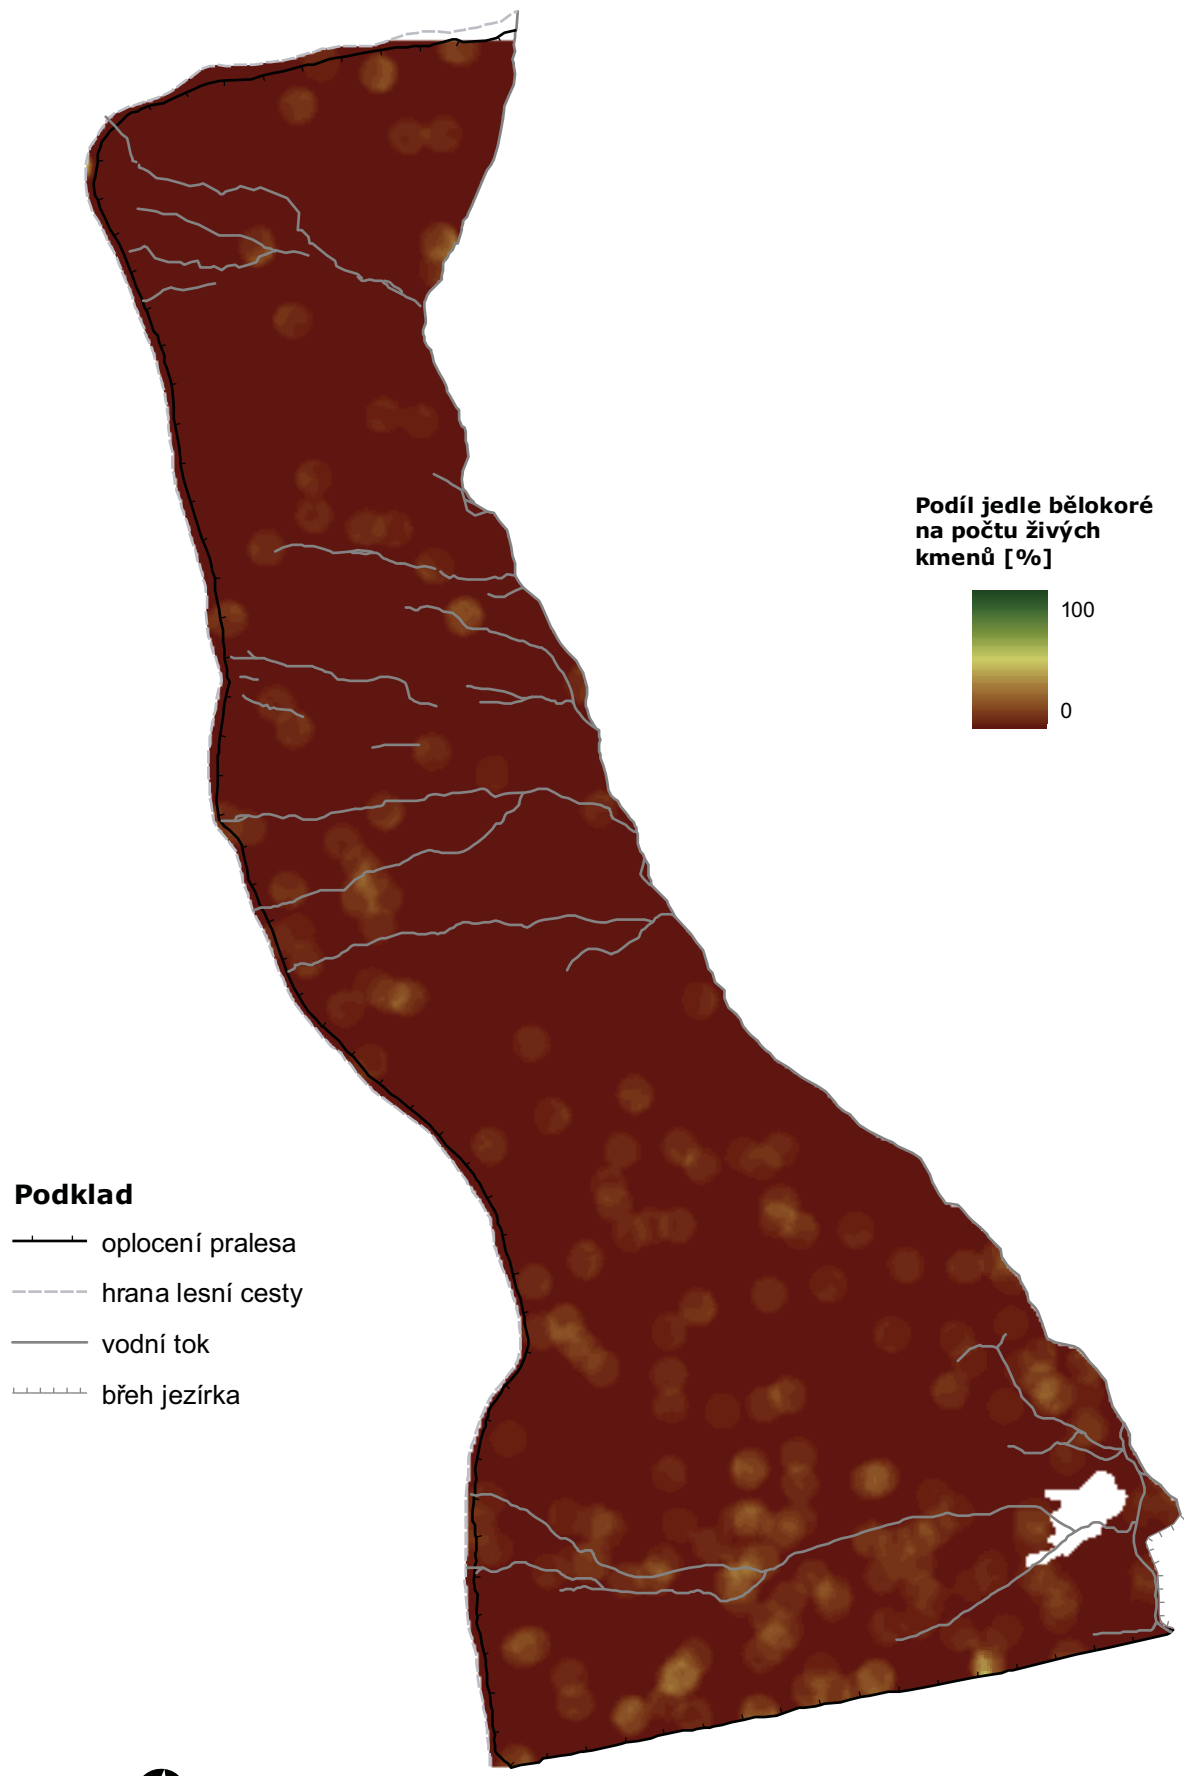 Podíl jedle bělokoré
na počtu živých
kmenů [%]
100
0
Podklad
oplocení pralesa
hrana lesní cesty
vodní tok
břeh jezírka